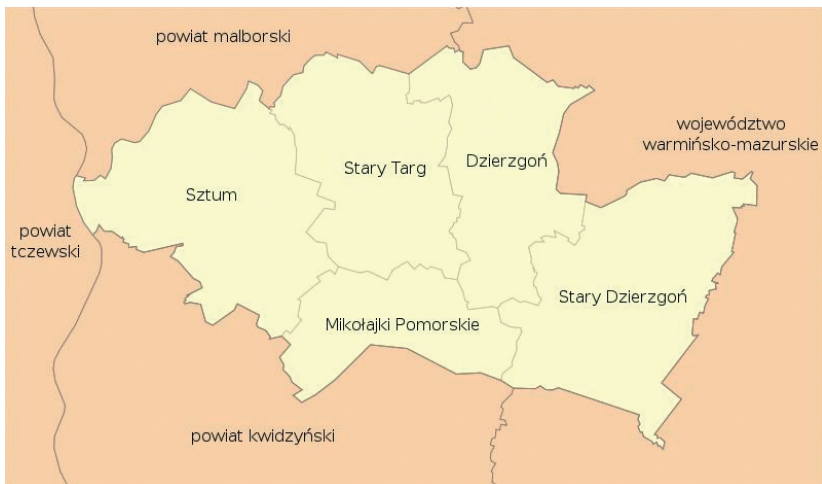 powiat malborski
województwo
warmińsko-mazurskie
Stary Targ
Dzierzgoń
Sztum
powiat
tczewski
Stary Dzierzgoń
Mikołajki Pomorskie
powiat kwidzyński